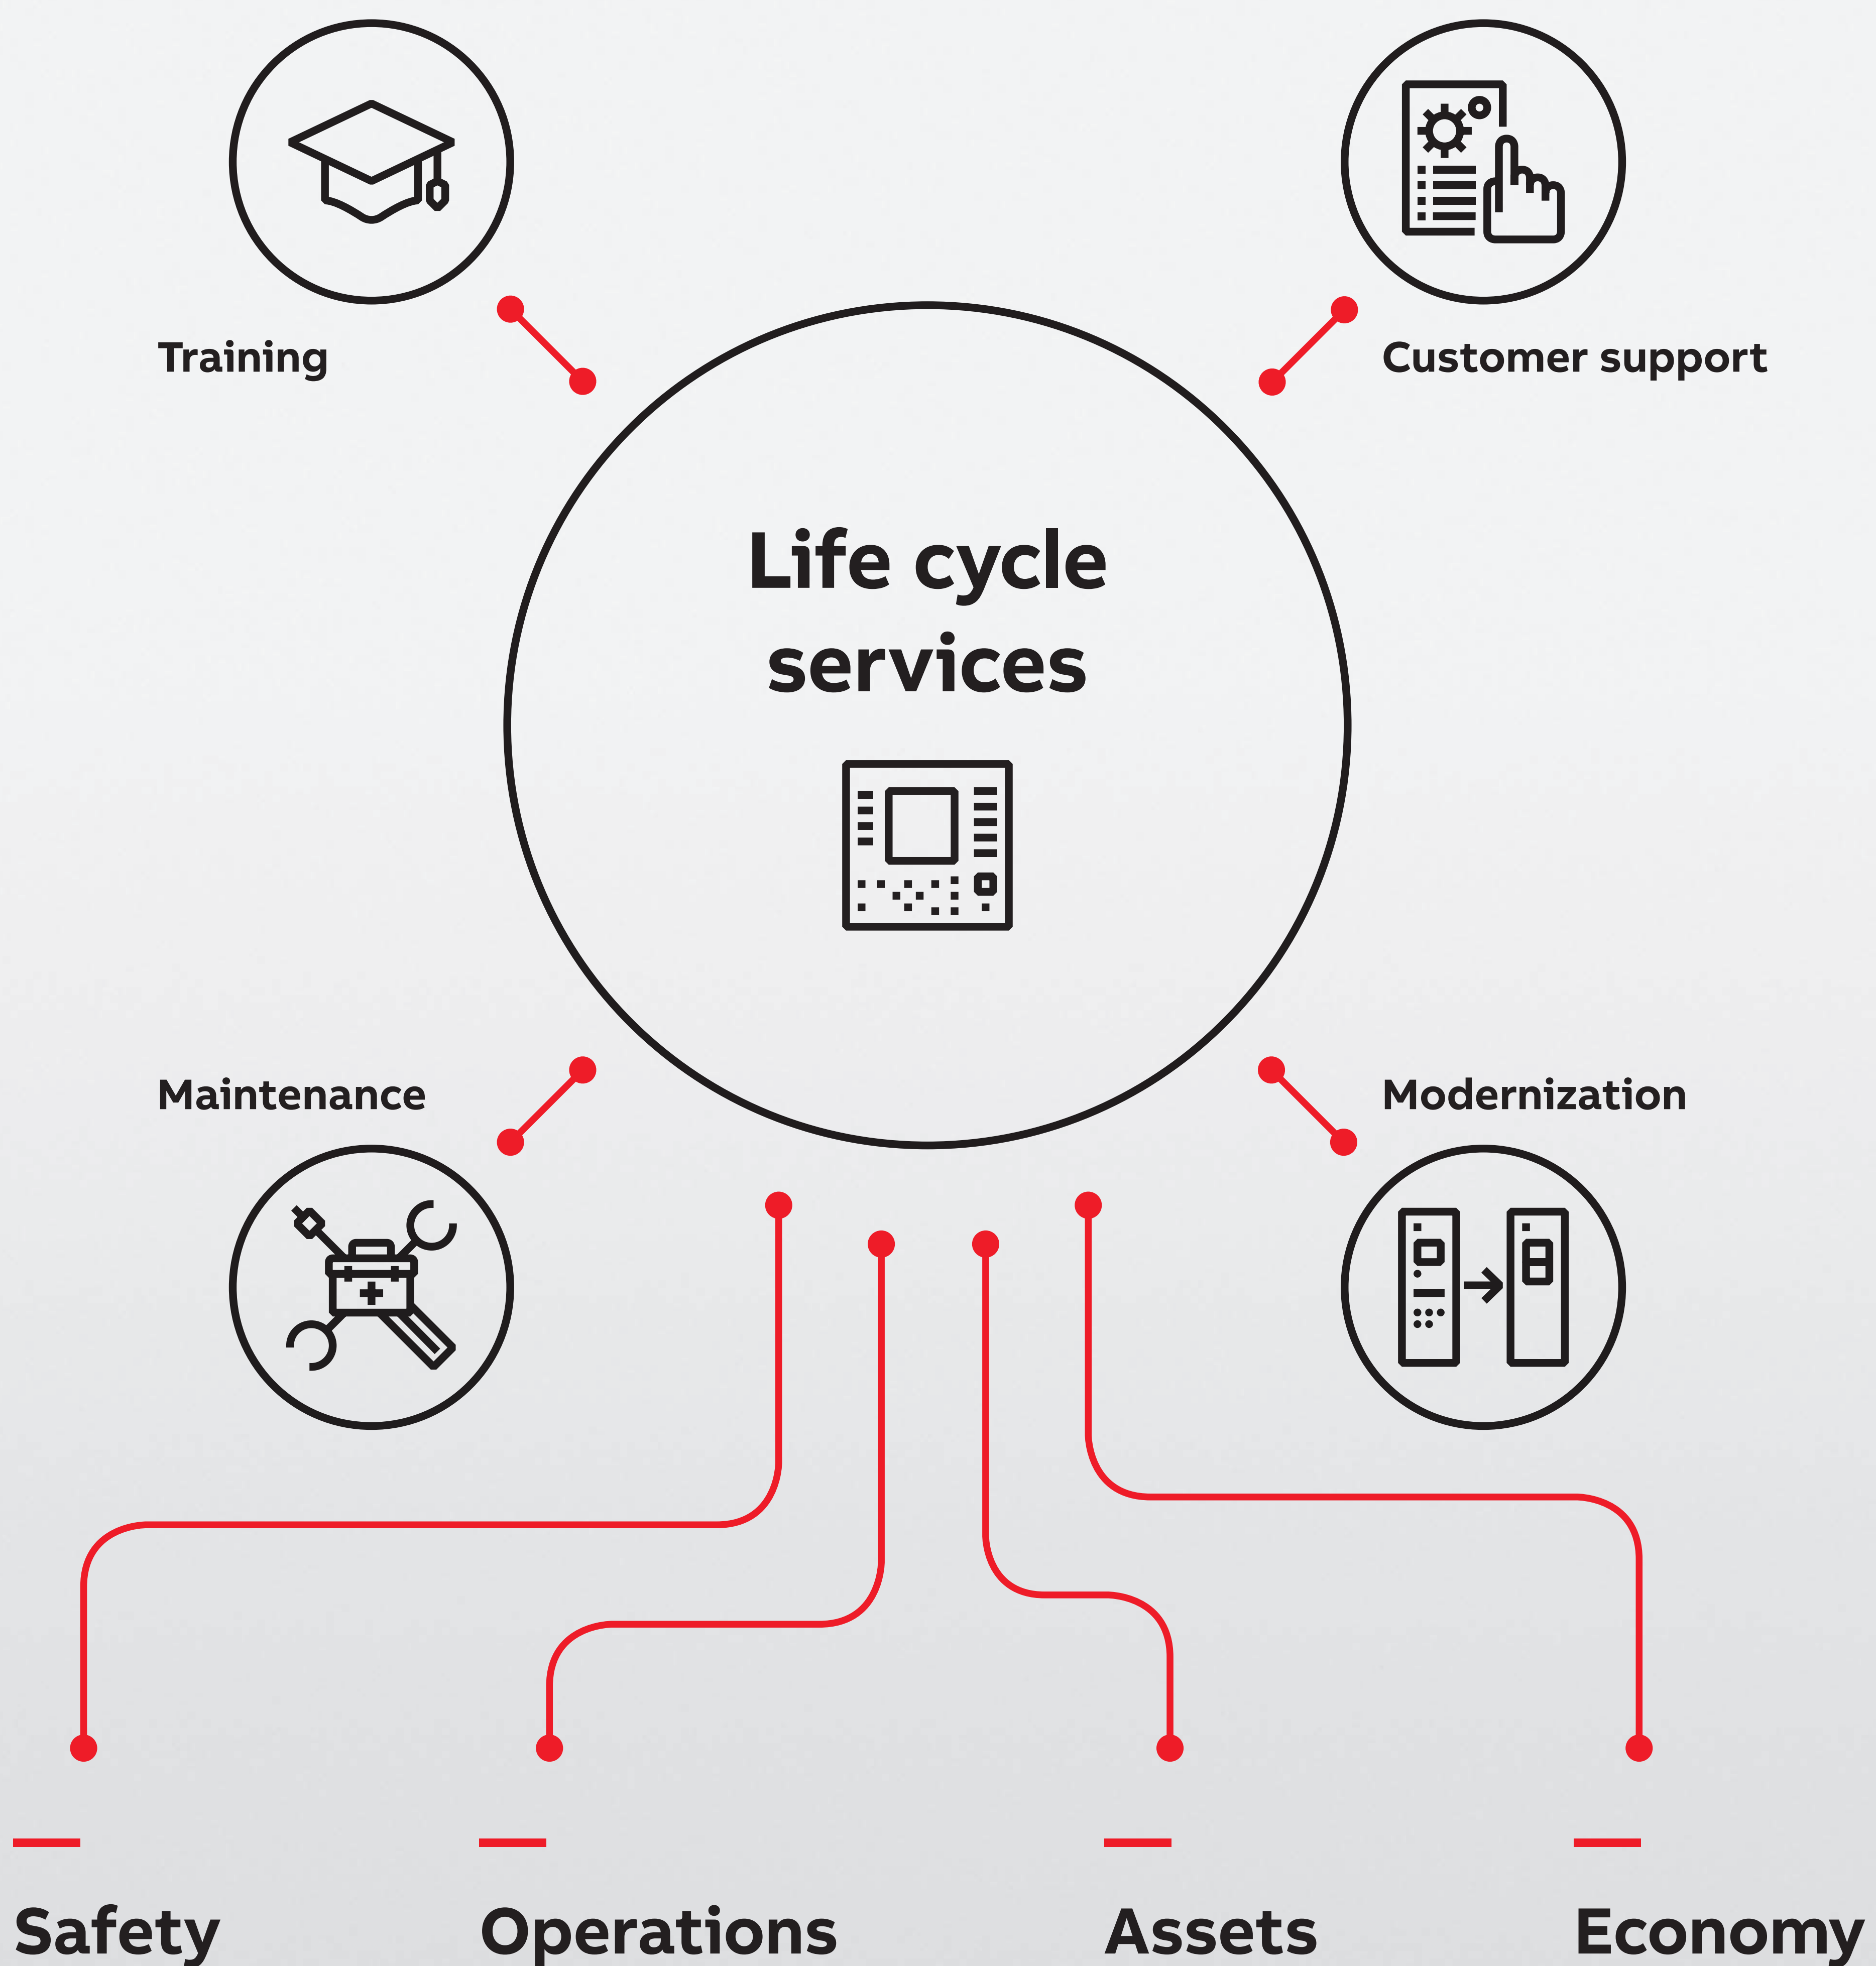 Training
Customer support
Life cycle
services
Maintenance
Modernization
Safety
Operations
Assets
Economy